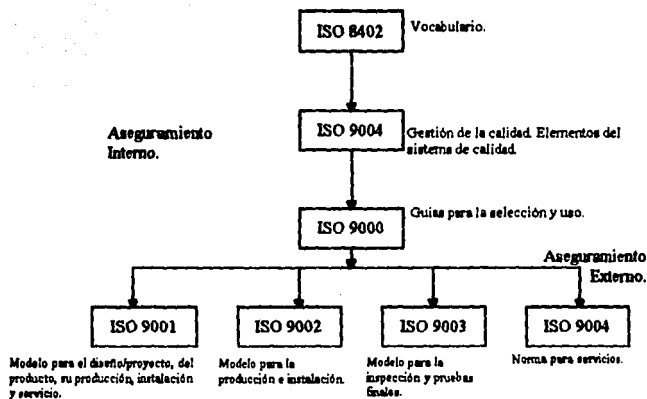 ISO 8402
Vocabulario.
Aseguramiento
Interno.
ISO 9004
Gestión de la calidad. Elementos del
sistema de calidad.
ISO 9000
Guias para la selección y uso.
Aseguramiento
Externo.
ISO 9001
ISO 9002
ISO 9003
ISO 9004
Modelo para el diseño/proyecto, del
producto, su producción, instalación
y servicio.
Modelo para la
producción e instalación.
Modelo para la
inspección y pruebas
finales.
Norma para servicios.